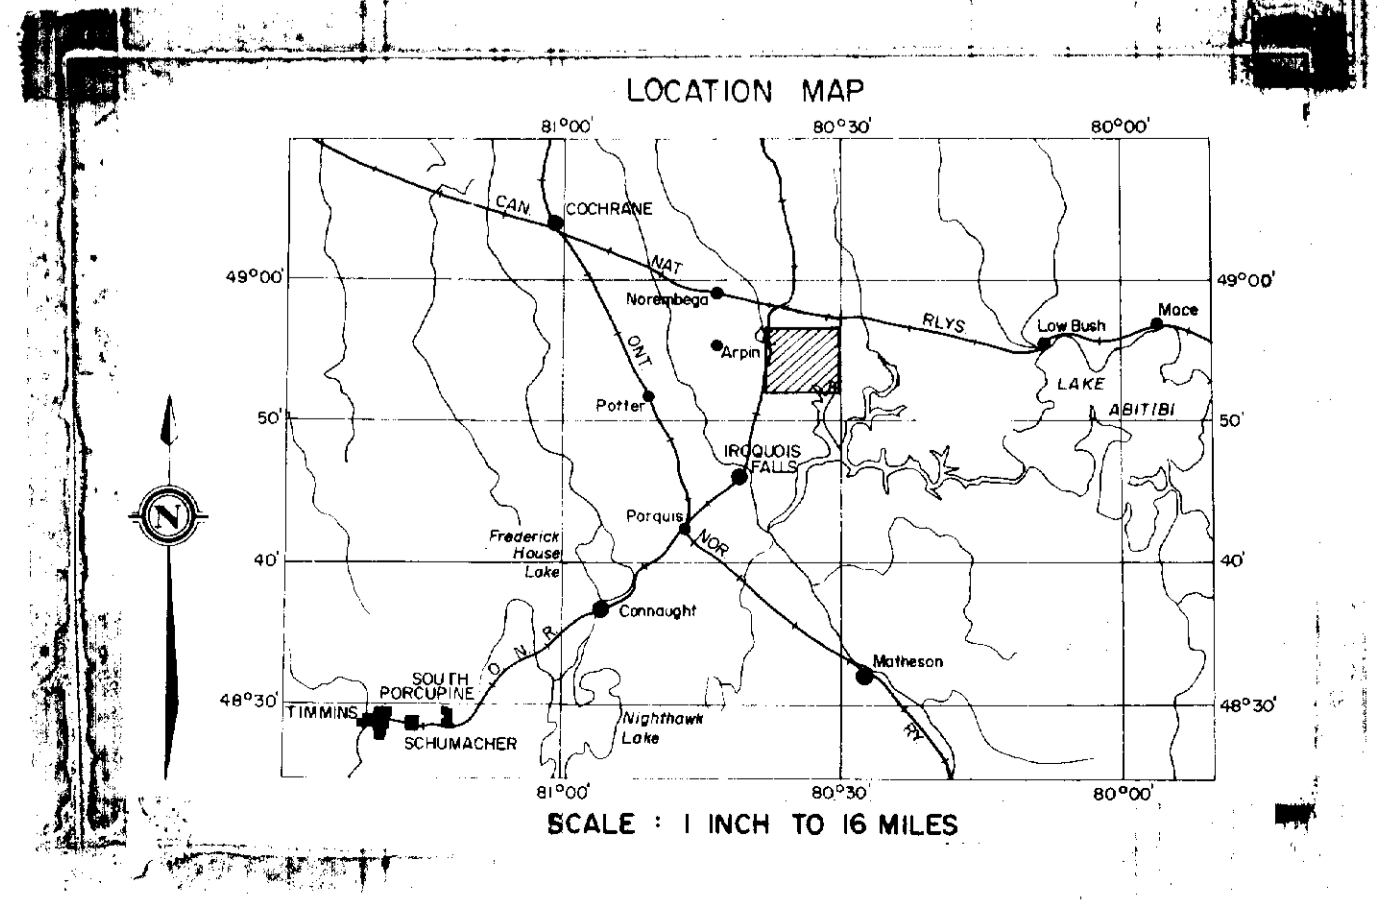 LOCATION MAP
81°00' 80°30' 80°00'
CAN. COCHRANE
49°00' NAT 49°00'
Norembega
RLYS.
Mace
Low Bush
Arpin
ONT.
LAKE
ABITIBI
Potter
50' 50'
IROQUOIS
FALLS
Porquis
NOR
Frederick
House
Lake
40' 40'
Connaught
O. N. R.
Matheson
SOUTH
PORCUPINE
48°30' 48°30'
TIMMINS
Nighthawk
Lake
RY
SCHUMACHER
81°00' 80°30' 80°00'
SCALE : 1 INCH TO 16 MILES
N